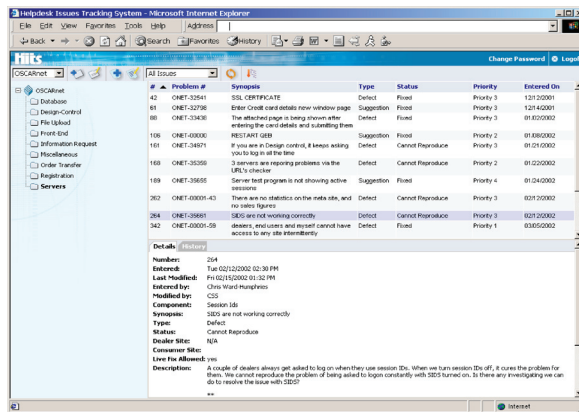 Helpdesk Issues Tracking System - Microsoft Internet Explorer
File Edit View Favorites Tools Help Address
Back Search Favorites History
Hits Change Password Logof
OSCARnet All Issues
OSCARnet
Database
Design-Control
File Upload
Front-End
Information Request
Miscellaneous
Order Transfer
Registration
Servers
# Problem # Synopsis Type Status Priority Entered On
42 ONET-32541 SSL CERTIFICATE Defect Fixed Priority 3 12/12/2001
61 ONET-32798 Enter Credit card details new window page Suggestion Fixed Priority 3 12/14/2001
88 ONET-33438 The attached page is being shown after Defect Fixed Priority 3 01/02/2002
entering the card details and submitting them
106 ONET-00000 RESTART QEB Suggestion Fixed Priority 2 01/08/2002
161 ONET-34971 If you are in Design control, it keeps asking Defect Cannot Reproduce Priority 3 01/21/2002
you to log in all the time
168 ONET-35359 3 servers are reporing problems via the Defect Cannot Reproduce Priority 2 01/22/2002
URL's checker
189 ONET-35655 Server test program is not showing active Suggestion Fixed Priority 4 01/24/2002
sessions
262 ONET-00001-43 There are no statistics on the meta site, and Defect Cannot Reproduce Priority 3 02/12/2002
no sales figures
264 ONET-35661 SIDS are not working correctly Defect Cannot Reproduce Priority 3 02/12/2002
342 ONET-00001-59 dealers, end users and myself cannot have Defect Fixed Priority 1 03/05/2002
access to any site intermittently
Details History
Number: 264
Entered: Tue 02/12/2002 02:30 PM
Last Modified: Fri 02/15/2002 01:32 PM
Entered by: Chris Ward-Humphries
Modified by: CSS
Component: Session Ids
Synopsis: SIDS are not working correctly
Type: Defect
Status: Cannot Reproduce
Dealer Site: N/A
Consumer Site:
Live Fix Allowed: yes
Description: A couple of dealers always get asked to log on when they use session IDs. When we turn session IDs off, it cures the problem for
them. We cannot reproduce the problem of being asked to logon constantly with SIDS turned on. Is there any investigating we can
do to resolve the issue with SIDS?
**
Internet